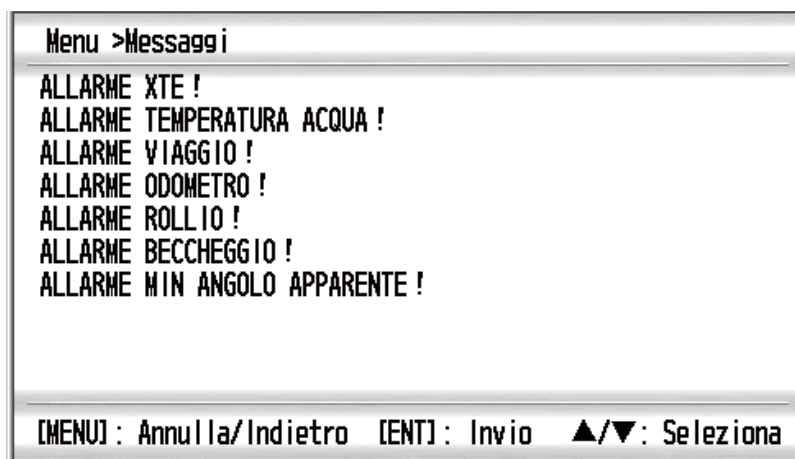 Menu >Messaggi
ALLARME XTE!
ALLARME TEMPERATURA ACQUA!
ALLARME VIAGGIO!
ALLARME ODOMETRO!
ALLARME ROLLIO!
ALLARME BECCHEGGIO!
ALLARME MIN ANGOLO APPARENTE!
[MENU]: Annulla/Indietro [ENT]: Invio ▲/▼: Seleziona